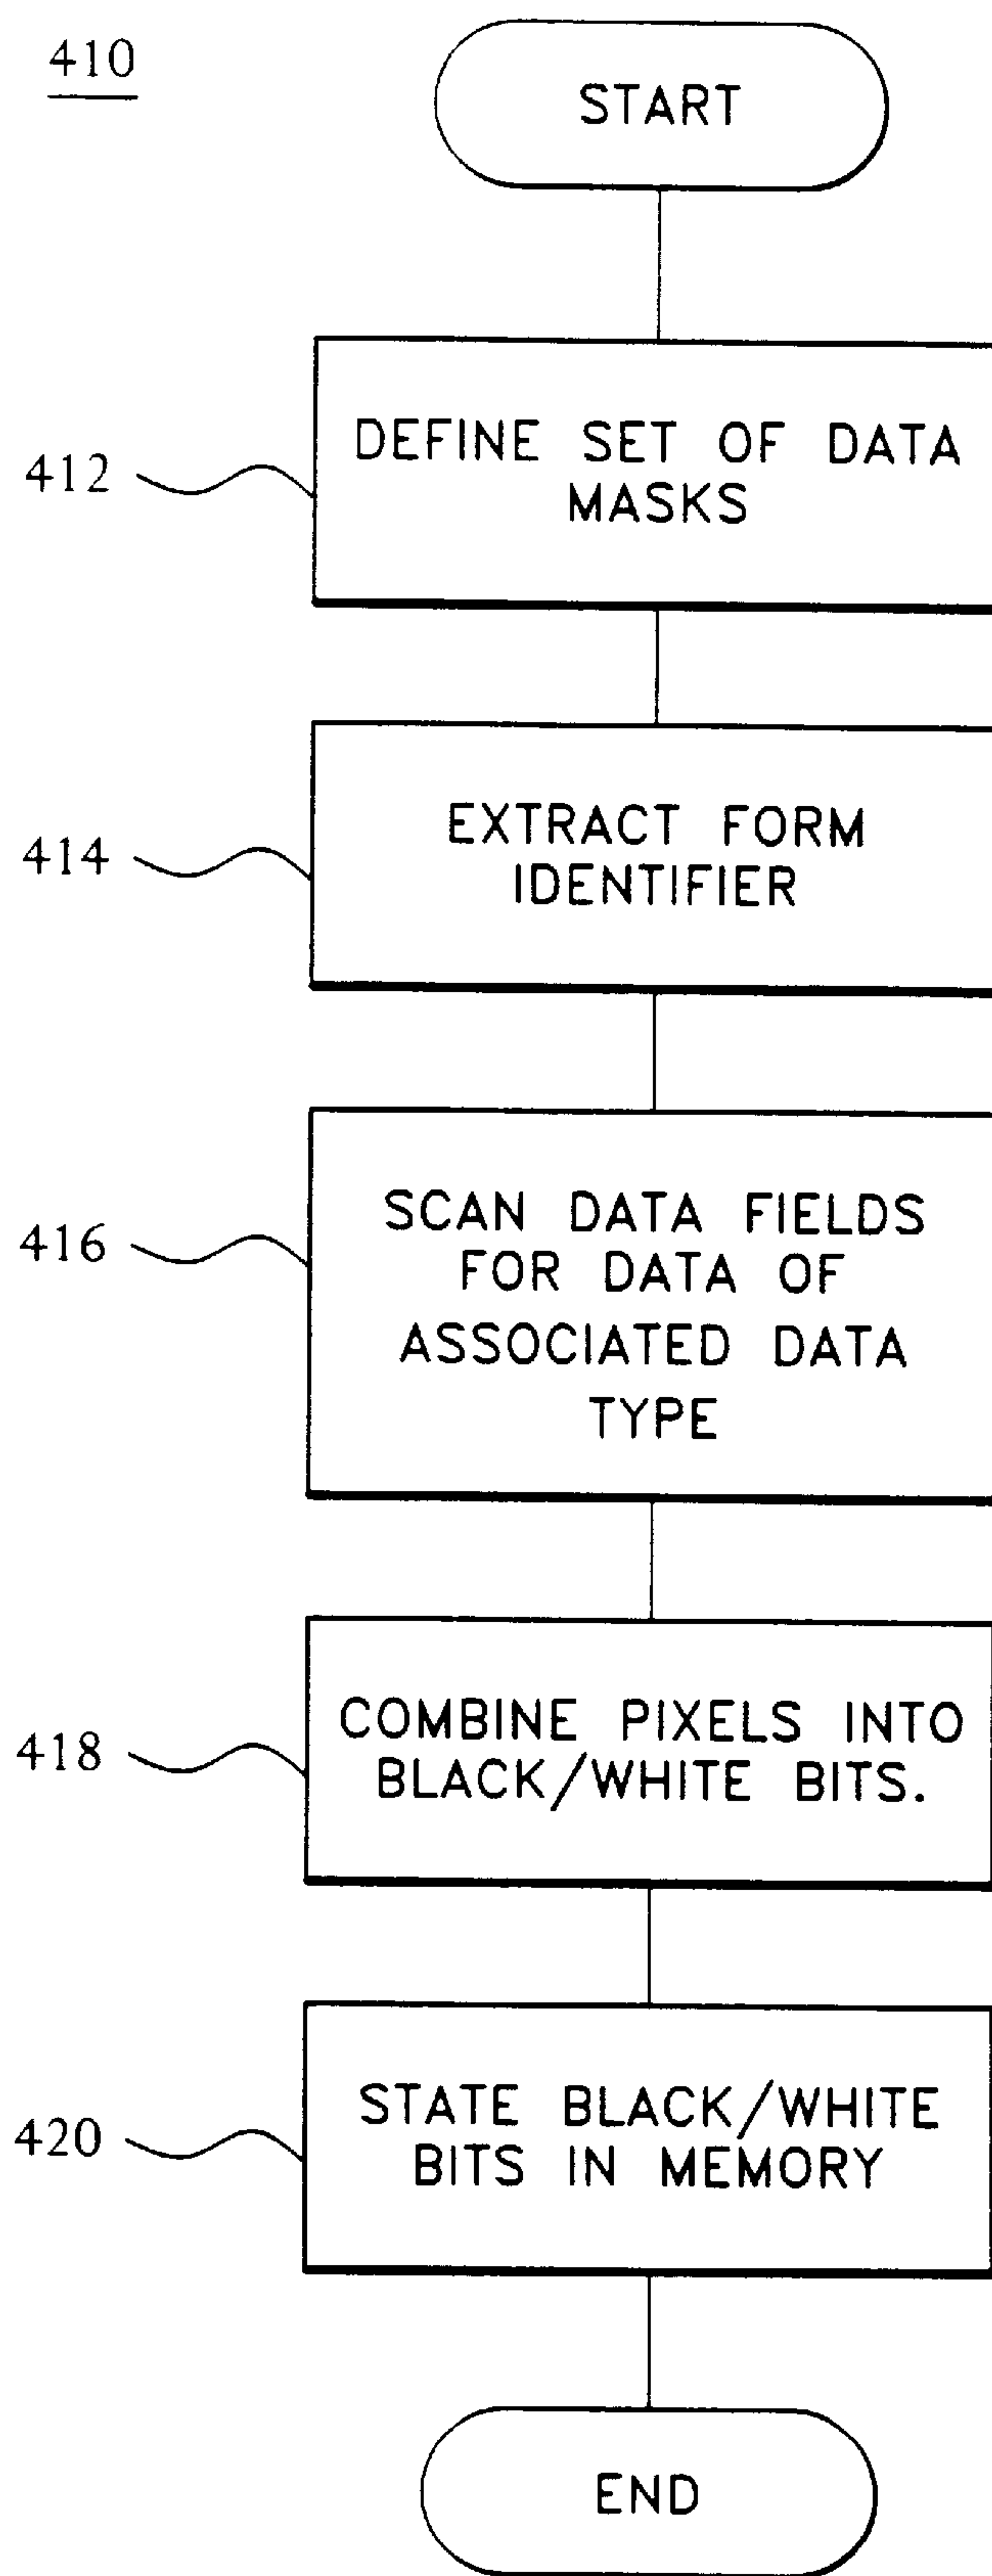 410
START
412
DEFINE SET OF DATA
MASKS
414
EXTRACT FORM
IDENTIFIER
416
SCAN DATA FIELDS
FOR DATA OF
ASSOCIATED DATA
TYPE
418
COMBINE PIXELS INTO
BLACK/WHITE BITS.
420
STATE BLACK/WHITE
BITS IN MEMORY
END